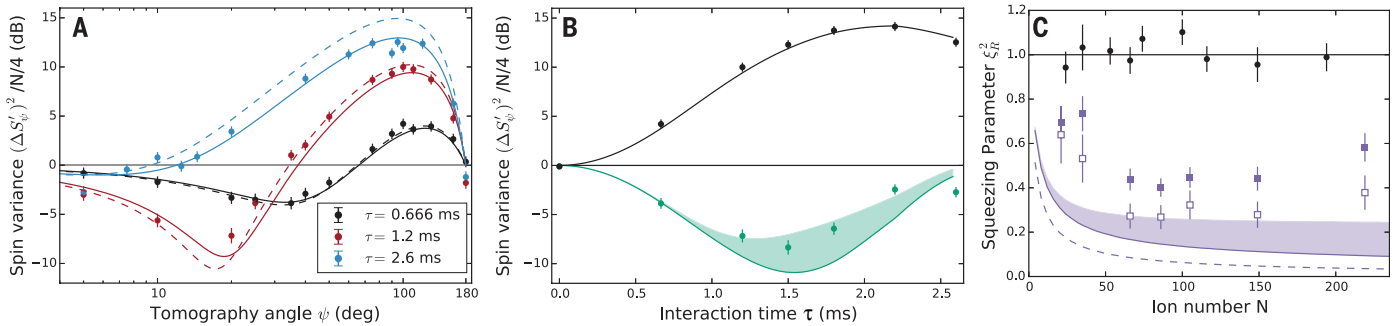 A
Spin variance (ΔS′ψ)² /N/4 (dB)
15
10
5
0
−5
−10
10
100
180
Tomography angle ψ (deg)
τ = 0.666 ms
τ = 1.2 ms
τ = 2.6 ms
B
Spin variance (ΔS′ψ)² /N/4 (dB)
15
10
5
0
−5
−10
0.0 0.5 1.0 1.5 2.0 2.5
Interaction time τ (ms)
C
Squeezing Parameter ξ²R
1.2
1.0
0.8
0.6
0.4
0.2
0.0
0 50 100 150 200
Ion number N